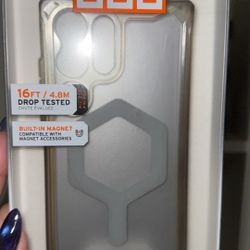 16FT / 4.8M
DROP TESTED
BUILT-IN MAGNET
COMPATIBLE WITH
MAGNET ACCESSORIES